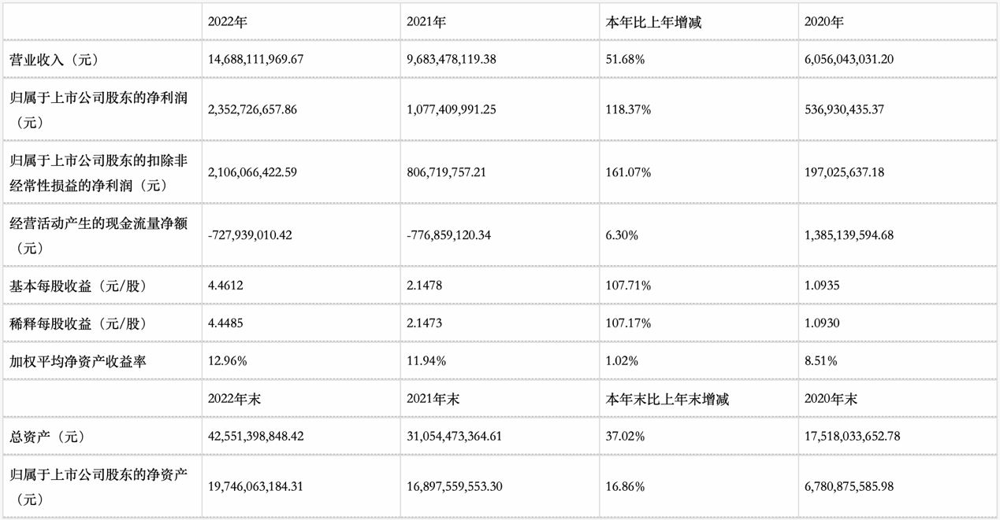 2022年 2021年 本年比上年增减 2020年
营业收入（元） 14,688,111,969.67 9,683,478,119.38 51.68% 6,056,043,031.20
归属于上市公司股东的净利润
（元） 2,352,726,657.86 1,077,409,991.25 118.37% 536,930,435.37
归属于上市公司股东的扣除非
经常性损益的净利润（元） 2,106,066,422.59 806,719,757.21 161.07% 197,025,637.18
经营活动产生的现金流量净额
（元） -727,939,010.42 -776,859,120.34 6.30% 1,385,139,594.68
基本每股收益（元/股） 4.4612 2.1478 107.71% 1.0935
稀释每股收益（元/股） 4.4485 2.1473 107.17% 1.0930
加权平均净资产收益率 12.96% 11.94% 1.02% 8.51%
2022年末 2021年末 本年末比上年末增减 2020年末
总资产（元） 42,551,398,848.42 31,054,473,364.61 37.02% 17,518,033,652.78
归属于上市公司股东的净资产
（元） 19,746,063,184.31 16,897,559,553.30 16.86% 6,780,875,585.98